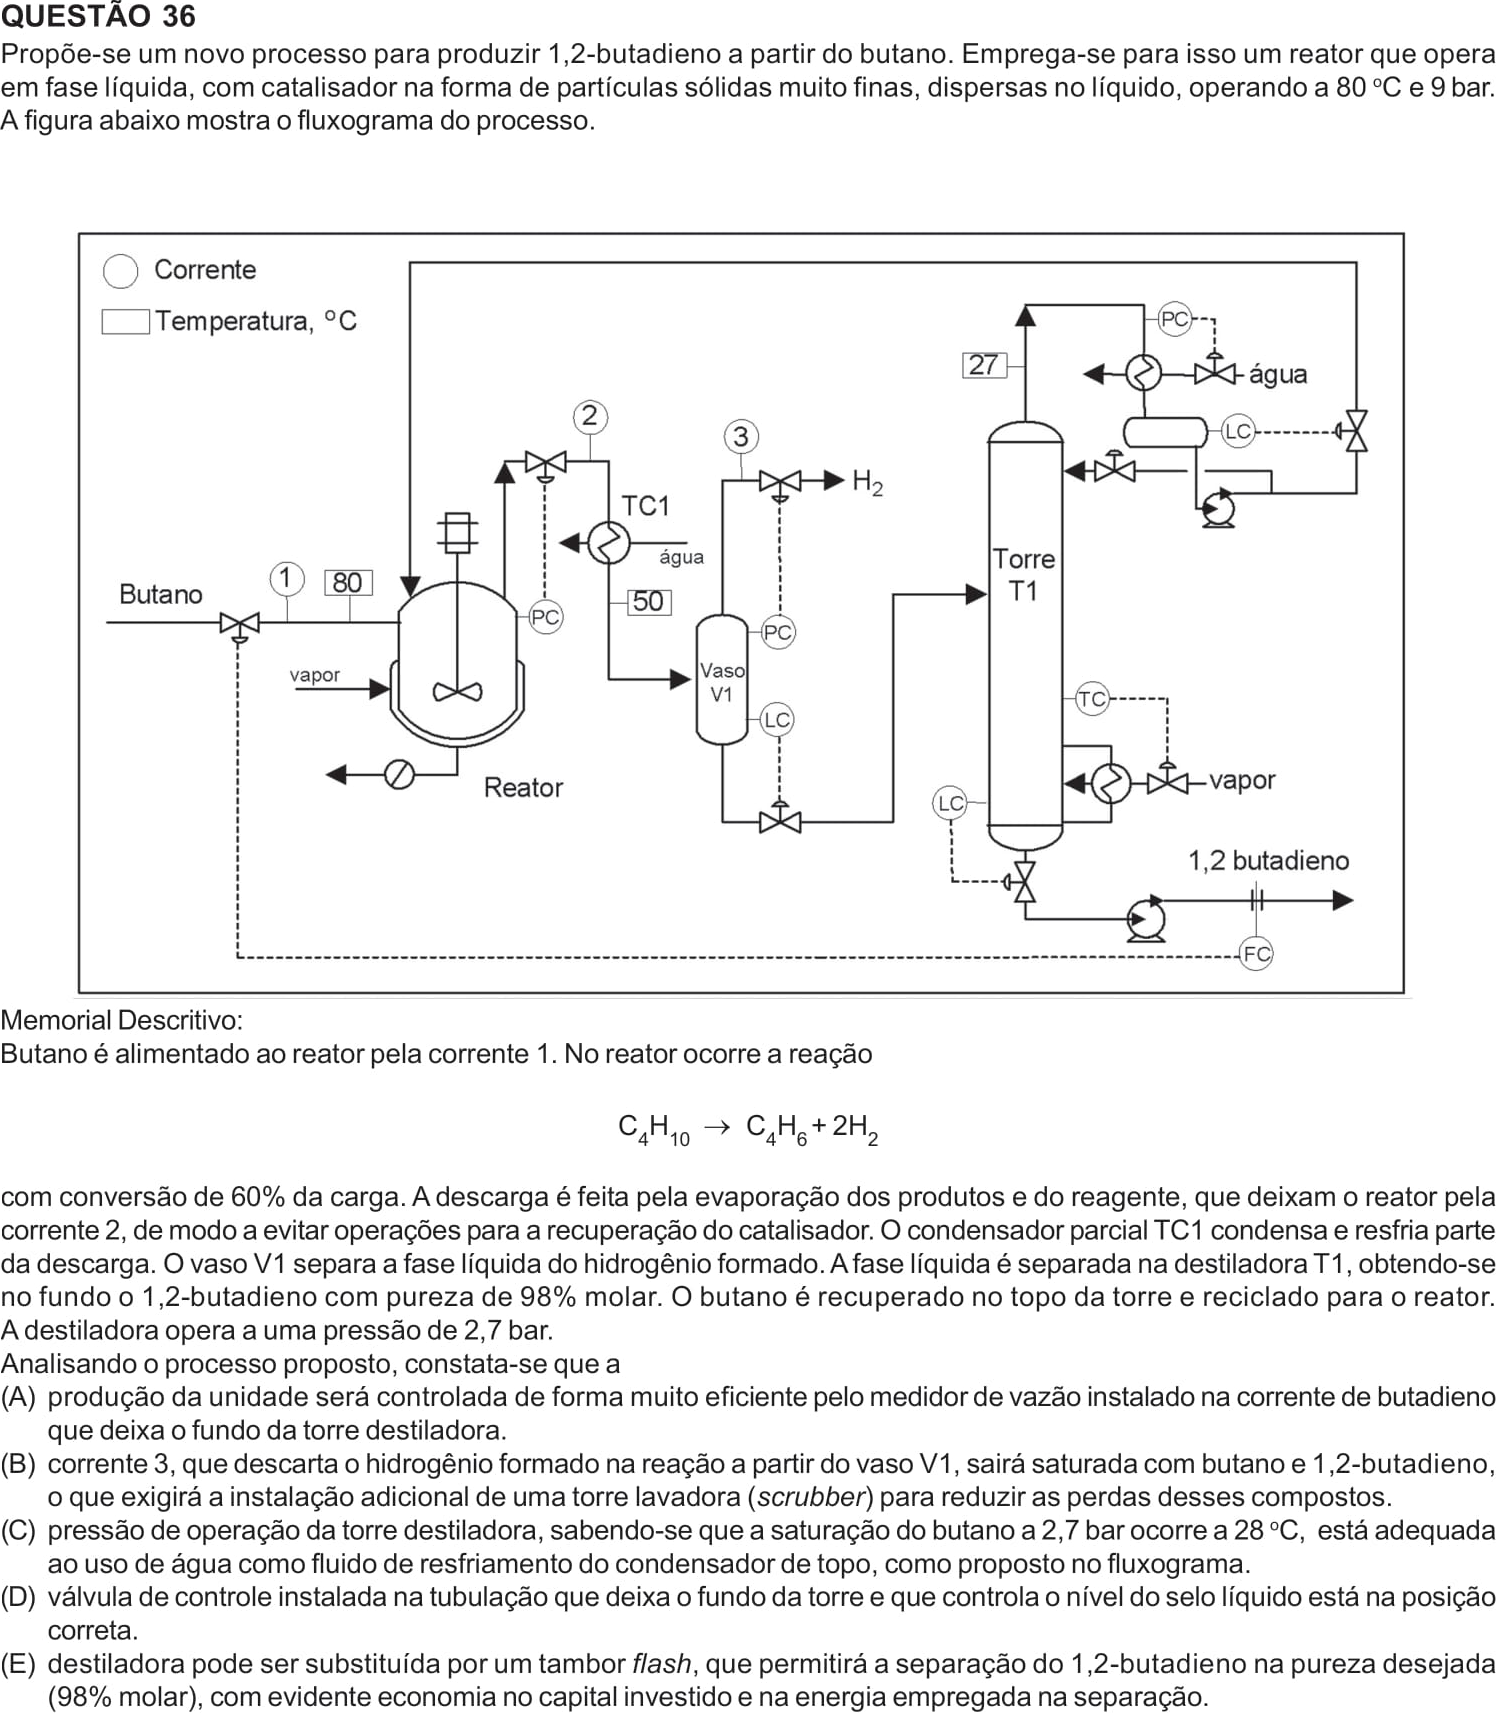 QUESTÃO 36
Propõe-se um novo processo para produzir 1,2-butadieno a partir do butano. Emprega-se para isso um reator que opera
em fase líquida, com catalisador na forma de partículas sólidas muito finas, dispersas no líquido, operando a 80 ºC e 9 bar.
A figura abaixo mostra o fluxograma do processo.
Corrente
Temperatura, ºC
PC
27
água
2
LC
3
H2
TC1
água
Torre
T1
1
80
Butano
50
PC
PC
vapor
Vaso
V1
TC
LC
vapor
Reator
LC
1,2 butadieno
FC
Memorial Descritivo:
Butano é alimentado ao reator pela corrente 1. No reator ocorre a reação
C4H10 → C4H6 + 2H2
com conversão de 60% da carga. A descarga é feita pela evaporação dos produtos e do reagente, que deixam o reator pela
corrente 2, de modo a evitar operações para a recuperação do catalisador. O condensador parcial TC1 condensa e resfria parte
da descarga. O vaso V1 separa a fase líquida do hidrogênio formado. A fase líquida é separada na destiladora T1, obtendo-se
no fundo o 1,2-butadieno com pureza de 98% molar. O butano é recuperado no topo da torre e reciclado para o reator.
A destiladora opera a uma pressão de 2,7 bar.
Analisando o processo proposto, constata-se que a
(A) produção da unidade será controlada de forma muito eficiente pelo medidor de vazão instalado na corrente de butadieno
que deixa o fundo da torre destiladora.
(B) corrente 3, que descarta o hidrogênio formado na reação a partir do vaso V1, sairá saturada com butano e 1,2-butadieno,
o que exigirá a instalação adicional de uma torre lavadora (scrubber) para reduzir as perdas desses compostos.
(C) pressão de operação da torre destiladora, sabendo-se que a saturação do butano a 2,7 bar ocorre a 28 ºC, está adequada
ao uso de água como fluido de resfriamento do condensador de topo, como proposto no fluxograma.
(D) válvula de controle instalada na tubulação que deixa o fundo da torre e que controla o nível do selo líquido está na posição
correta.
(E) destiladora pode ser substituída por um tambor flash, que permitirá a separação do 1,2-butadieno na pureza desejada
(98% molar), com evidente economia no capital investido e na energia empregada na separação.